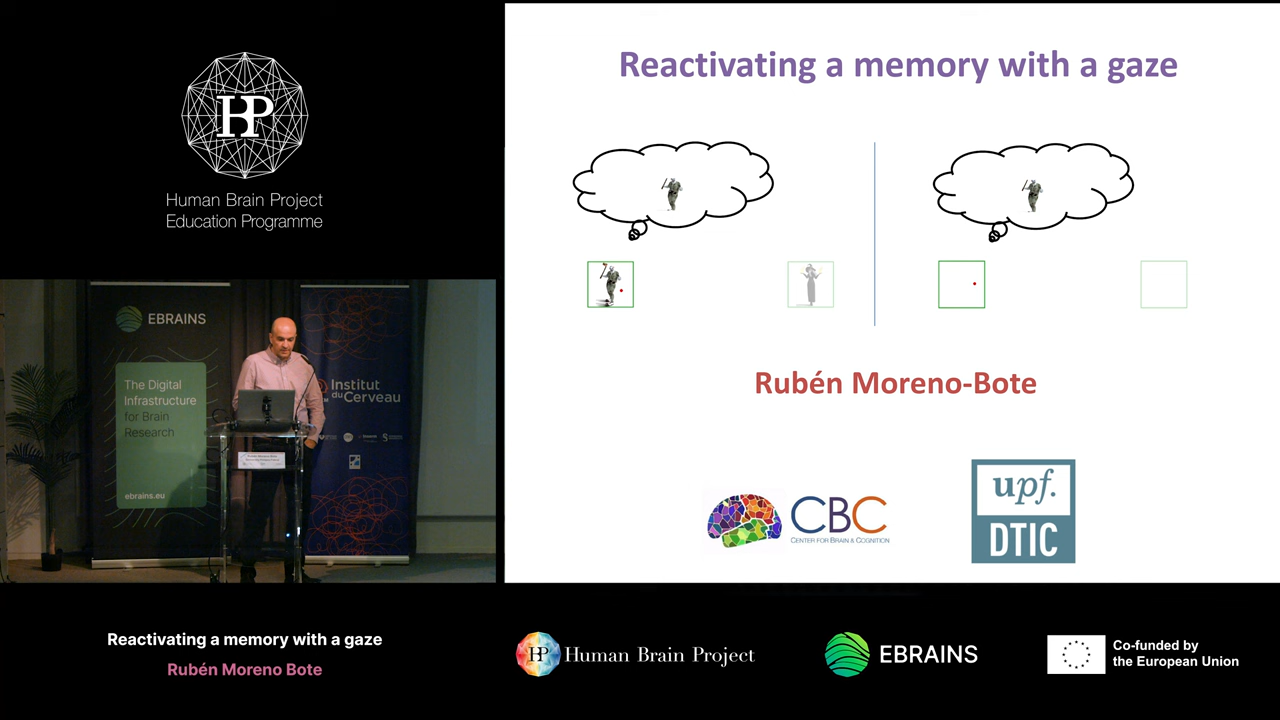 HP
Human Brain Project
Education Programme
EBRAINS
The Digital
Infrastructure
for Brain
Research
ebrains.eu
Institut
du Cerveau
Reactivating a memory with a gaze
Rubén Moreno-Bote
CBC
CENTER FOR BRAIN & COGNITION
upf.
DTIC
Reactivating a memory with a gaze
Rubén Moreno Bote
HP
Human Brain Project
EBRAINS
Co-funded by
the European Union